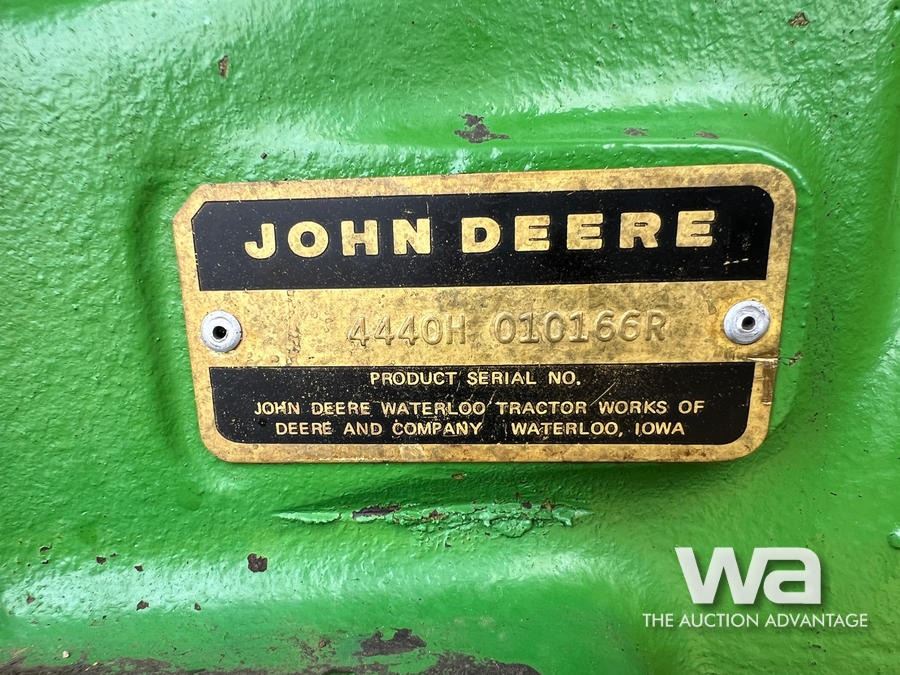 JOHN DEERE
4440H 010166R
PRODUCT SERIAL NO.
JOHN DEERE WATERLOO TRACTOR WORKS OF
DEERE AND COMPANY WATERLOO, IOWA
wa
THE AUCTION ADVANTAGE